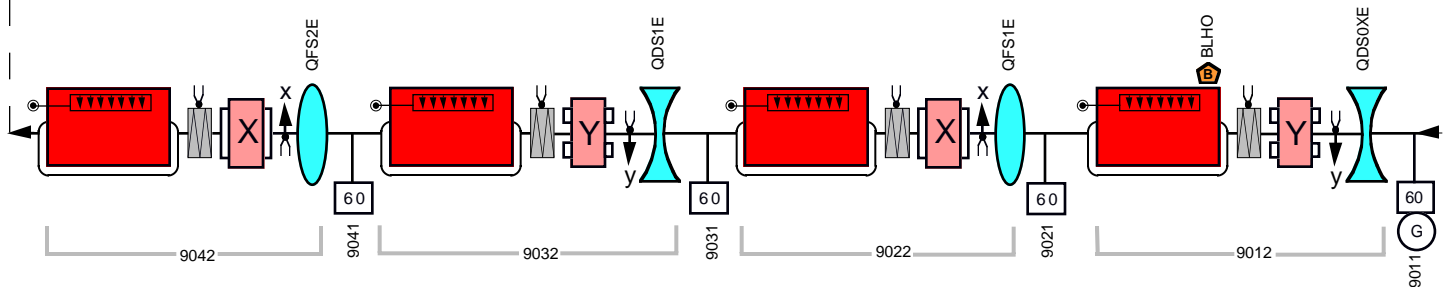 QFS2E
QDS1E
QFS1E
BLHO
QDS0XE
B
x
x
X
Y
X
Y
y
y
60
60
60
60
G
9042
9041
9032
9031
9022
9021
9012
9011